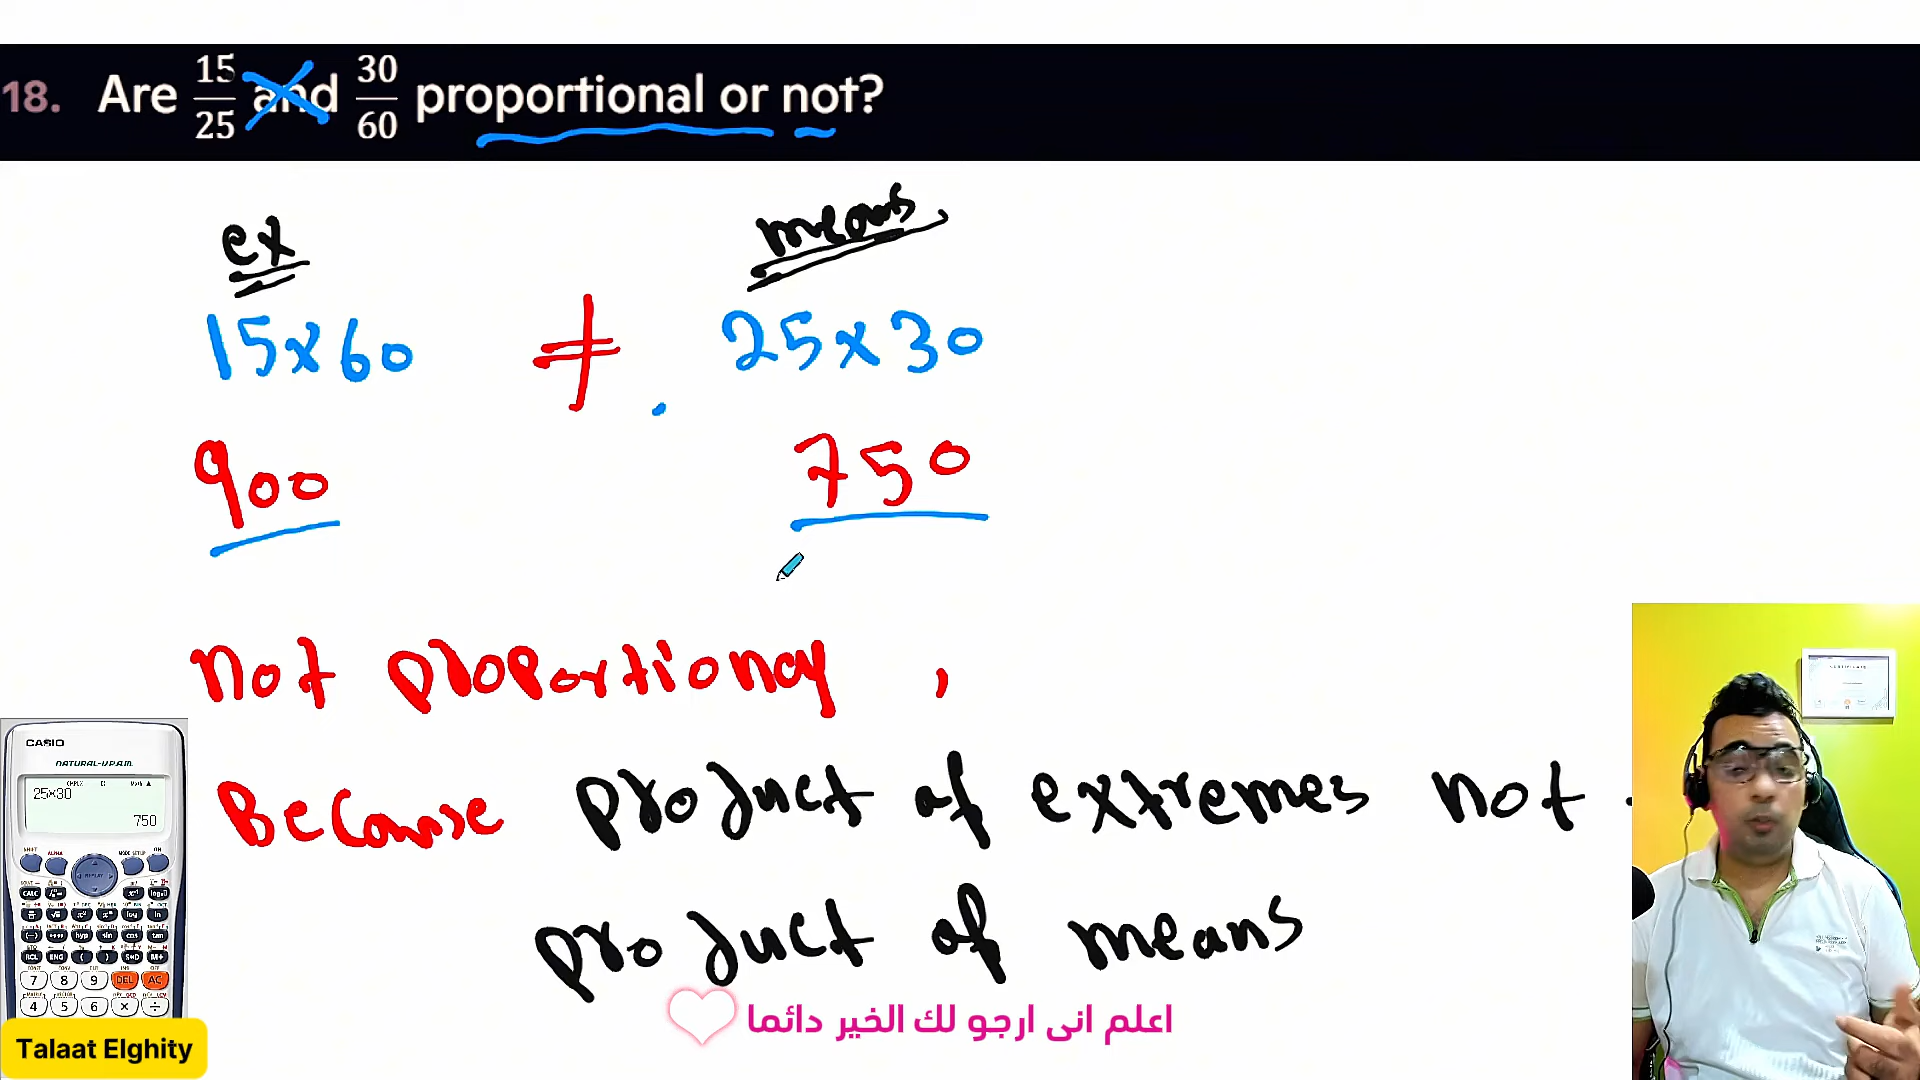 18. Are 15/25 and 30/60 proportional or not?
ex means
15x60 ≠ 25x30
900 750
not proportional,
Because product of extremes not
product of means
CASIO
NATURAL-V.P.A.M.
25×30
750
اعلم انى ارجو لك الخير دائما
Talaat Elghity